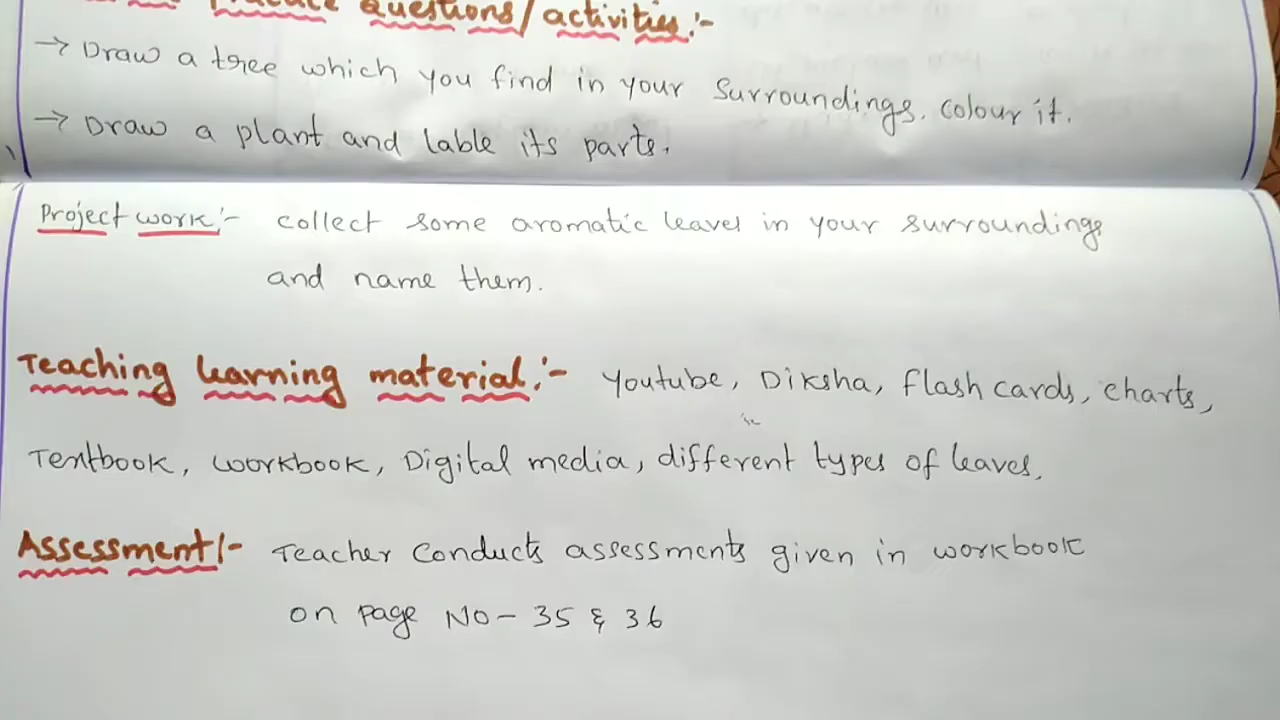 Practice Questions/activities:-
→ Draw a tree which you find in your surroundings. colour it.
→ Draw a plant and lable its parts.
Project work:- collect some aromatic leaves in your surroundings
and name them.
Teaching learning material:- Youtube, Diksha, flash cards, charts,
Textbook, workbook, Digital media, different types of leaves.
Assessment:- Teacher conducts assessments given in workbook
on page No- 35 & 36